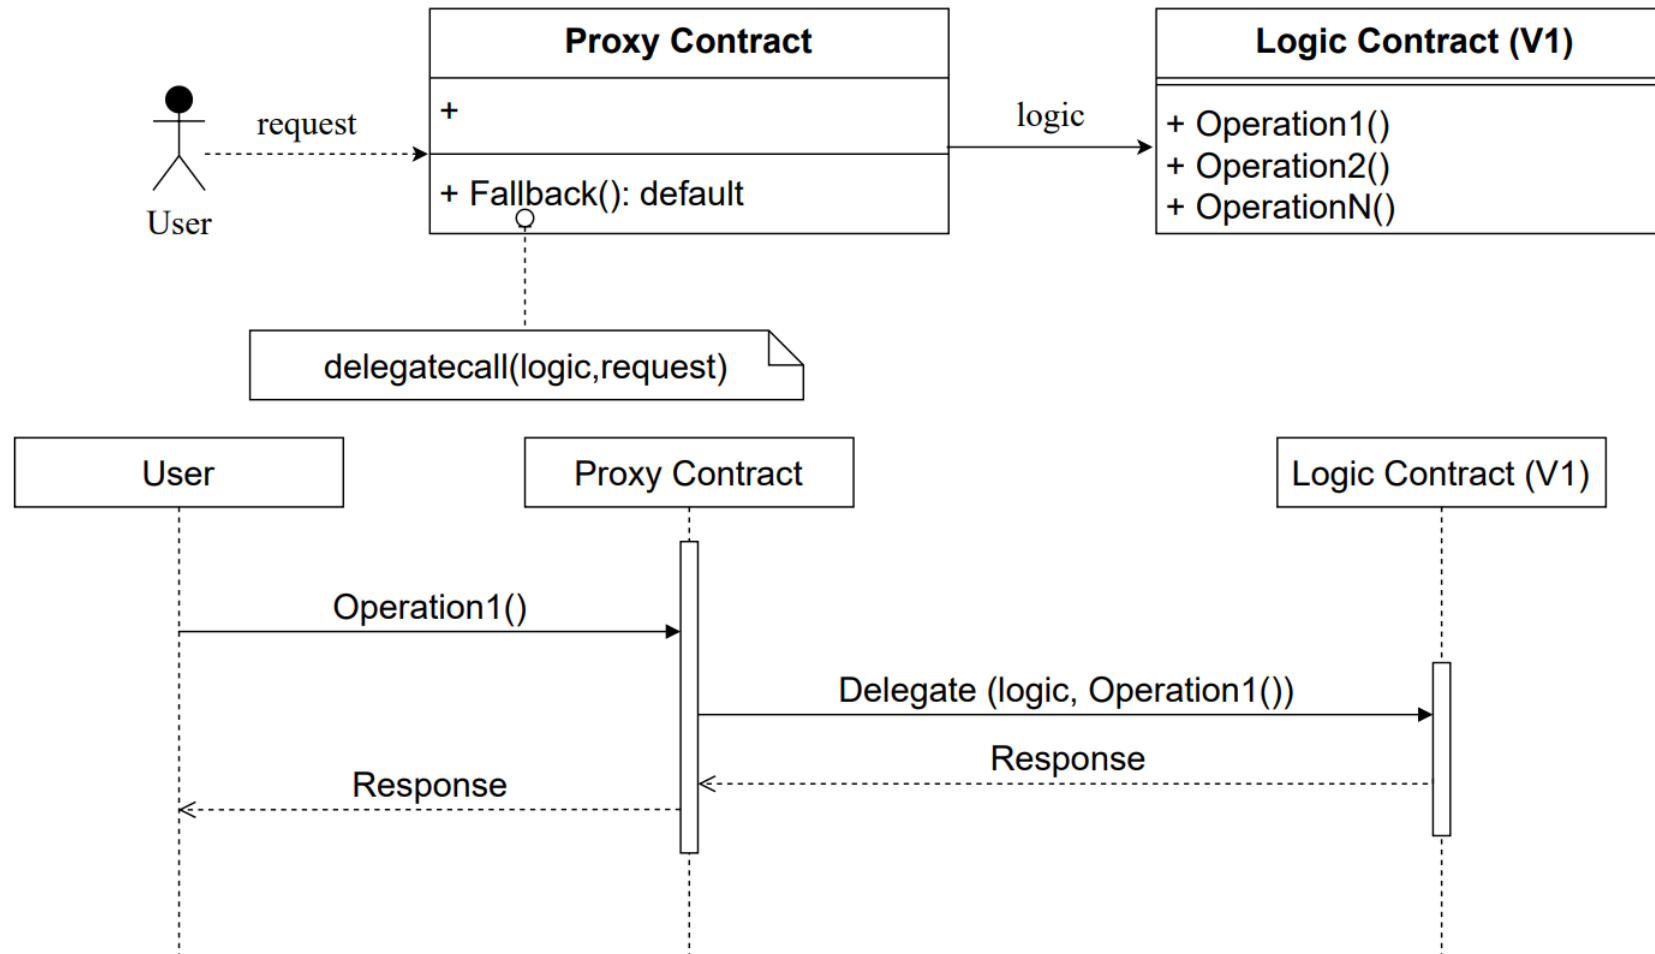 Proxy Contract
+
+ Fallback(): default
Logic Contract (V1)
+ Operation1()
+ Operation2()
+ OperationN()
request
logic
User
delegatecall(logic,request)
User
Proxy Contract
Logic Contract (V1)
Operation1()
Delegate (logic, Operation1())
Response
Response